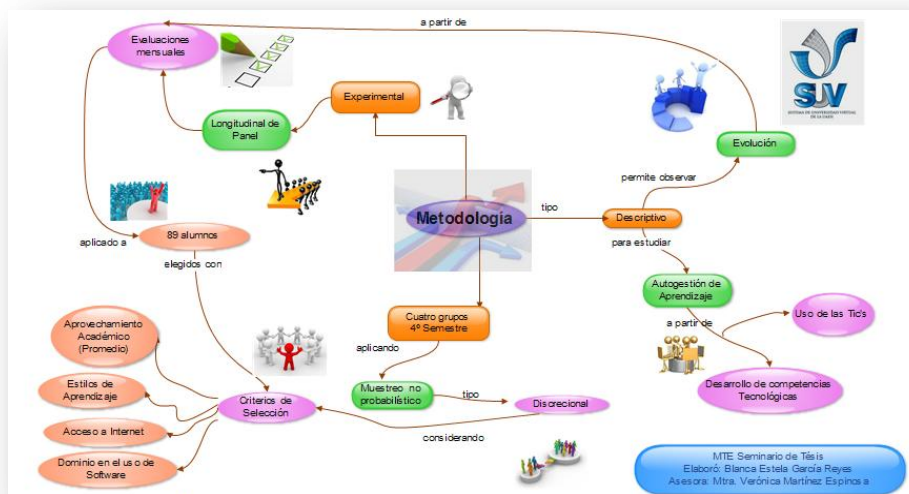 a partir de
Evaluaciones
mensuales
Experimental
Longitudinal de
Panel
SUV
SISTEMA DE UNIVERSIDAD VIRTUAL
Evolución
permite observar
Metodología
tipo
Descriptivo
para estudiar
aplicado a
89 alumnos
elegidos con
Autogestión de
Aprendizaje
a partir de
Uso de las Tic's
Desarrollo de competencias
Tecnológicas
Cuatro grupos
4º Semestre
aplicando
Muestreo no
probabilístico
tipo
Discrecional
considerando
Criterios de
Selección
Aprovechamiento
Académico
(Promedio)
Estilos de
Aprendizaje
Acceso a Internet
Dominio en el uso de
Software
MTE Seminario de Tésis
Elaboró: Blanca Estela García Reyes
Asesora: Mtra. Verónica Martínez Espinosa